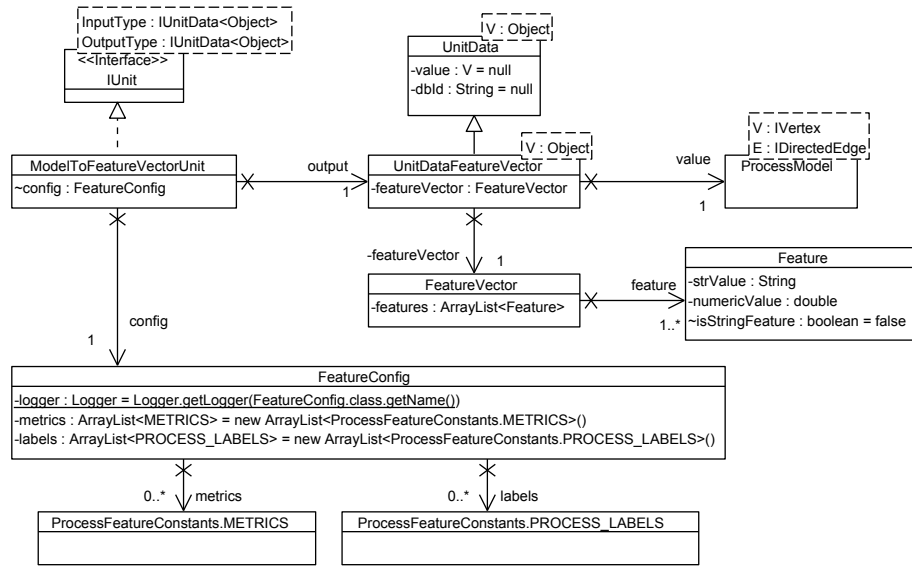 InputType : IUnitData<Object>
OutputType : IUnitData<Object>
<<Interface>>
IUnit
V : Object
UnitData
-value : V = null
-dbId : String = null
ModelToFeatureVectorUnit
~config : FeatureConfig
output
1
V : Object
UnitDataFeatureVector
-featureVector : FeatureVector
value
1
V : IVertex
E : IDirectedEdge
ProcessModel
-featureVector
1
FeatureVector
-features : ArrayList<Feature>
feature
1..*
Feature
-strValue : String
-numericValue : double
~isStringFeature : boolean = false
config
1
FeatureConfig
-logger : Logger = Logger.getLogger(FeatureConfig.class.getName())
-metrics : ArrayList<METRICS> = new ArrayList<ProcessFeatureConstants.METRICS>()
-labels : ArrayList<PROCESS_LABELS> = new ArrayList<ProcessFeatureConstants.PROCESS_LABELS>()
0..* metrics
0..* labels
ProcessFeatureConstants.METRICS
ProcessFeatureConstants.PROCESS_LABELS